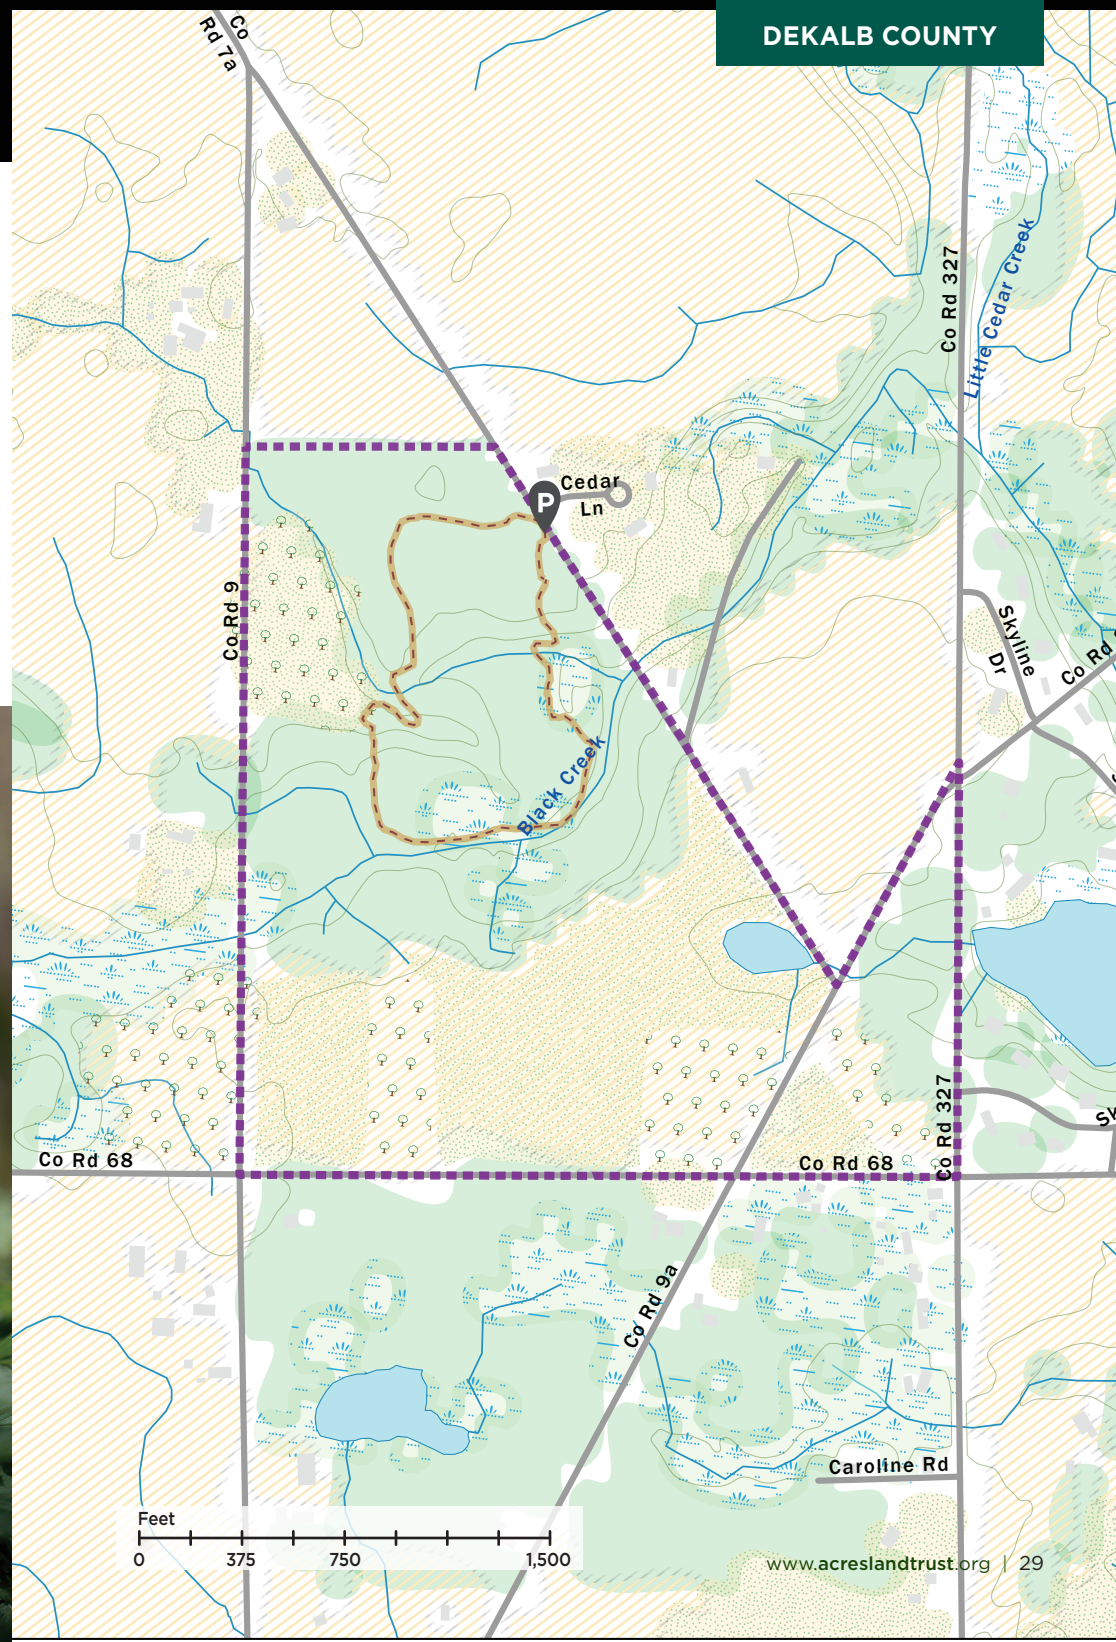 DEKALB COUNTY
Co
Rd 7a
Co Rd 327
Little Cedar Creek
Cedar
Ln
P
Co Rd 9
Skyline
Dr
Co Rd
Black Creek
Co Rd 327
Co Rd 68
Co Rd 68
Co Rd 9a
Caroline Rd
Feet
0 375 750 1,500
www.acreslandtrust.org | 29